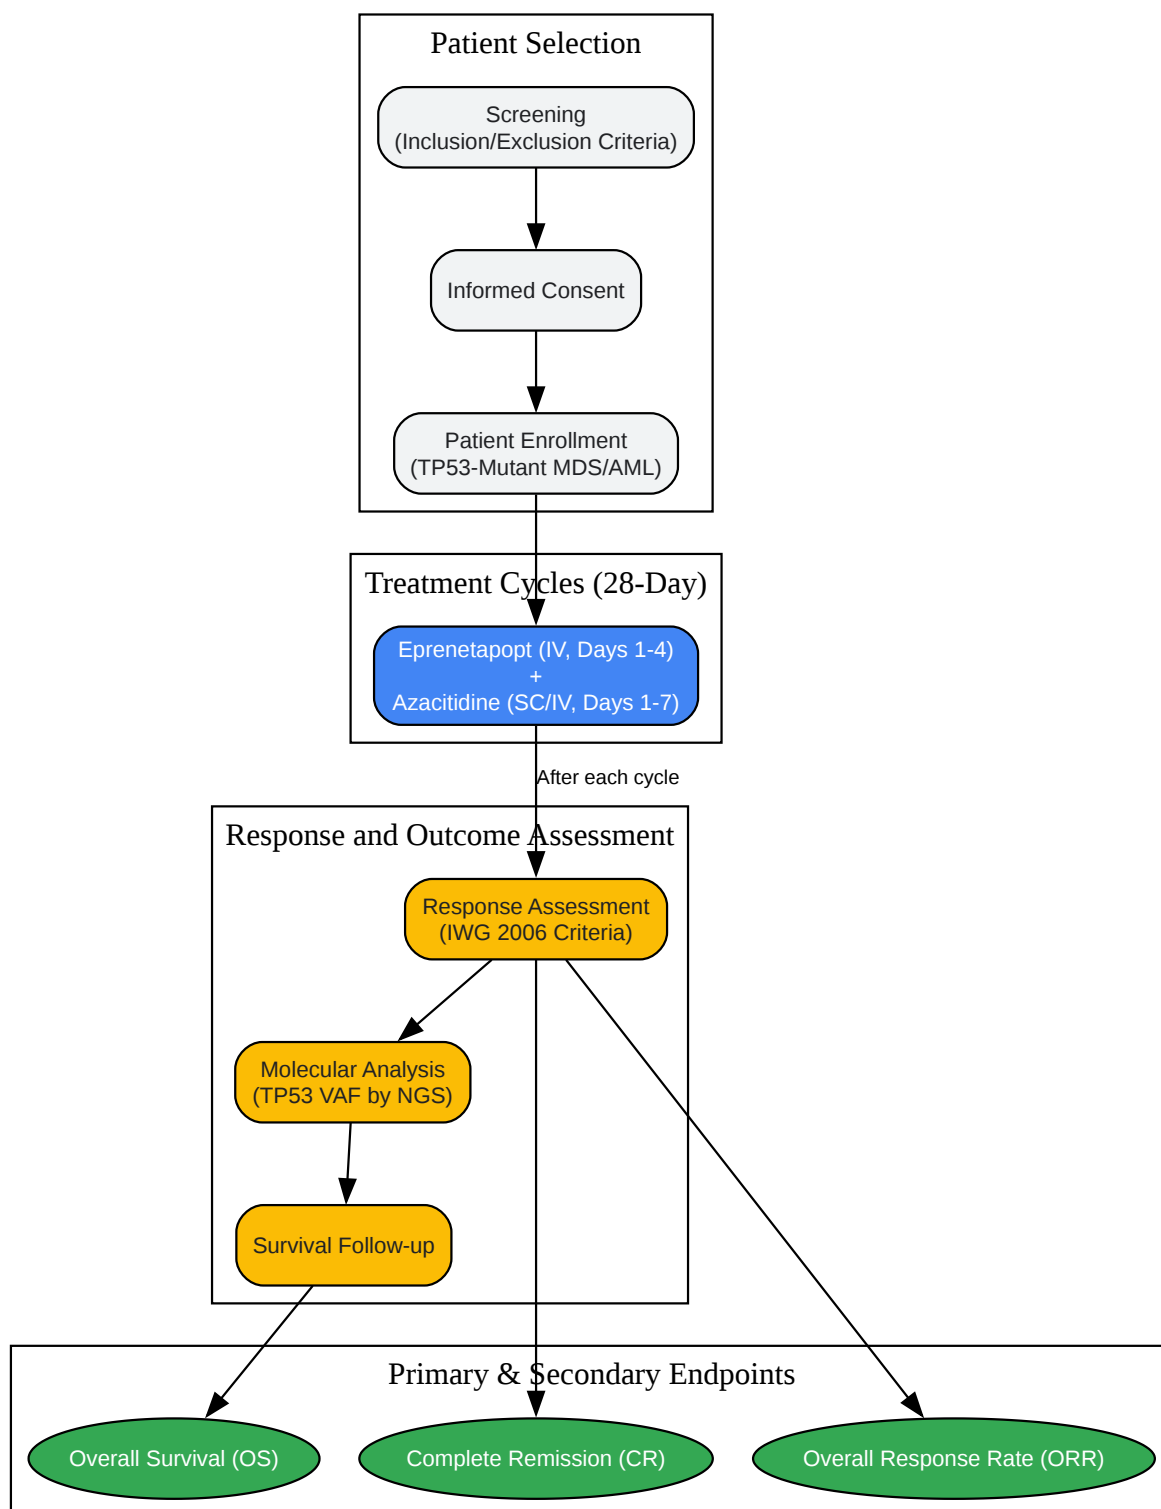 Patient Selection
Screening
(Inclusion/Exclusion Criteria)
Informed Consent
Patient Enrollment
(TP53-Mutant MDS/AML)
Treatment Cycles (28-Day)
Eprenetapopt (IV, Days 1-4)
+
Azacitidine (SC/IV, Days 1-7)
After each cycle
Response and Outcome Assessment
Response Assessment
(IWG 2006 Criteria)
Molecular Analysis
(TP53 VAF by NGS)
Survival Follow-up
Primary & Secondary Endpoints
Overall Survival (OS)
Complete Remission (CR)
Overall Response Rate (ORR)